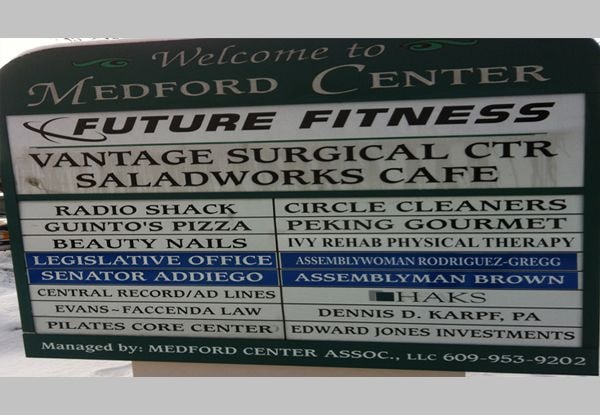 Welcome to
MEDFORD CENTER
FUTURE FITNESS
VANTAGE SURGICAL CTR
SALADWORKS CAFE
RADIO SHACK
CIRCLE CLEANERS
GUINTO'S PIZZA
PEKING GOURMET
BEAUTY NAILS
IVY REHAB PHYSICAL THERAPY
LEGISLATIVE OFFICE
ASSEMBLYWOMAN RODRIGUEZ-GREGG
SENATOR ADDIEGO
ASSEMBLYMAN BROWN
CENTRAL RECORD/AD LINES
HAKS
EVANS~FACCENDA LAW
DENNIS D. KARPF, PA
PILATES CORE CENTER
EDWARD JONES INVESTMENTS
Managed by: MEDFORD CENTER ASSOC., LLC 609-953-9202